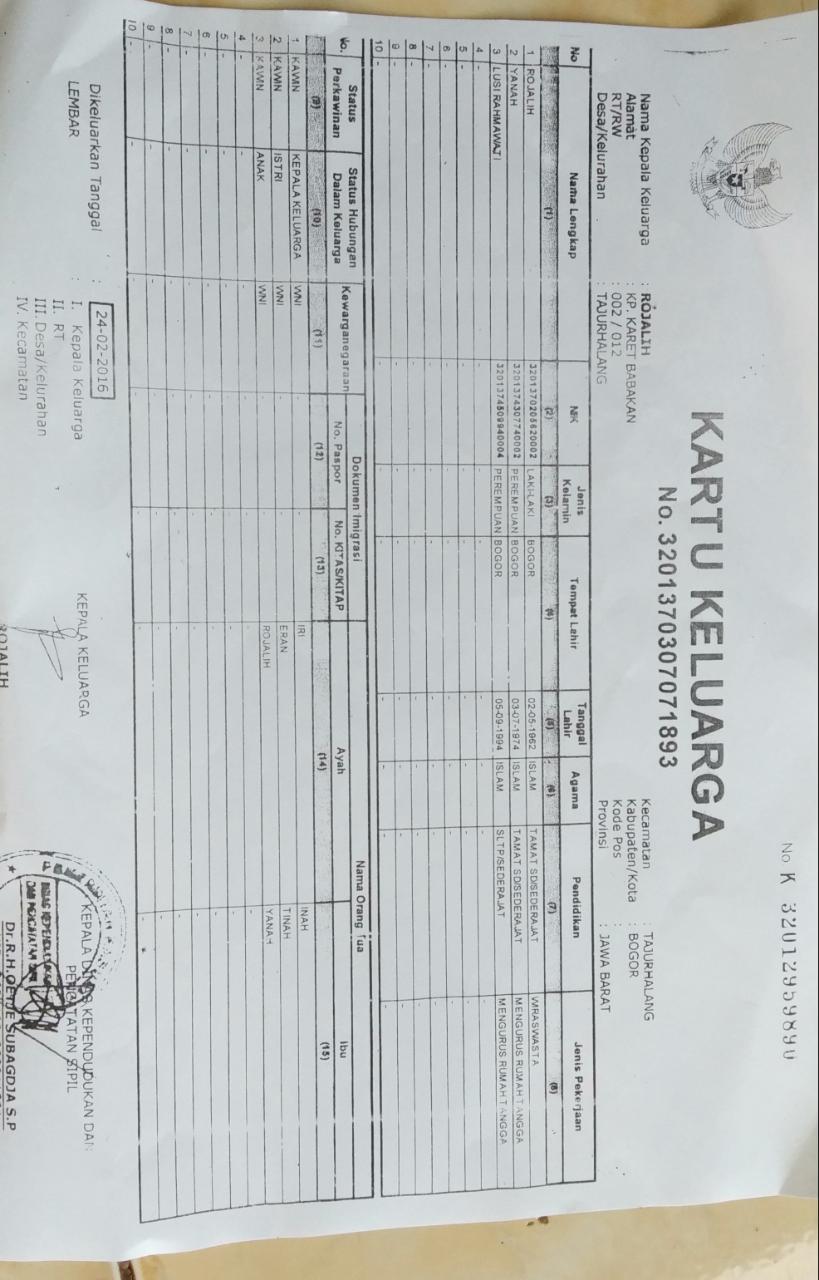 No K 3201295989U
KARTU KELUARGA
No. 3201370307071893
Nama Kepala Keluarga : ROJALIH
Alamat : KP. KARET BABAKAN
RT/RW : 002 / 012
Desa/Kelurahan : TAJURHALANG
Kecamatan : TAJURHALANG
Kabupaten/Kota : BOGOR
Kode Pos :
Provinsi : JAWA BARAT
No Nama Lengkap NIK Jenis Kelamin Tempat Lahir Tanggal Lahir Agama Pendidikan Jenis Pekerjaan
(1) (2) (3) (4) (5) (6) (7) (8)
1 ROJALIH 3201370205620002 LAKI-LAKI BOGOR 02-05-1962 ISLAM TAMAT SD/SEDERAJAT WIRASWASTA
2 YANAH 3201374307740002 PEREMPUAN BOGOR 03-07-1974 ISLAM TAMAT SD/SEDERAJAT MENGURUS RUMAH TANGGA
3 LUSI RAHMAWATI 3201374509940004 PEREMPUAN BOGOR 05-09-1994 ISLAM SLTP/SEDERAJAT MENGURUS RUMAH TANGGA
4 - - - - - - - -
5 - - - - - - - -
6 - - - - - - - -
7 - - - - - - - -
8 - - - - - - - -
9 - - - - - - - -
10 - - - - - - - -
No. Status Perkawinan Status Hubungan Dalam Keluarga Kewarganegaraan Dokumen Imigrasi Nama Orang Tua
No. Paspor No. KITAS/KITAP Ayah Ibu
(9) (10) (11) (12) (13) (14) (15)
1 KAWIN KEPALA KELUARGA WNI IRI INAH
2 KAWIN ISTRI WNI ERAN TINAH
3 KAWIN ANAK WNI ROJALIH YANAH
4 - - - - - - -
5 - - - - - - -
6 - - - - - - -
7 - - - - - - -
8 - - - - - - -
9 - - - - - - -
10 - - - - - - -
Dikeluarkan Tanggal : 24-02-2016
LEMBAR : I. Kepala Keluarga
II. RT
III. Desa/Kelurahan
IV. Kecamatan
KEPALA KELUARGA
ROJALIH
KEPALA DINAS KEPENDUDUKAN DAN
PENCATATAN SIPIL
DINAS KEPENDUDUKAN
DAN PENCATATAN SIPIL
Dr.R.H.OETJE SUBAGDJA S.P